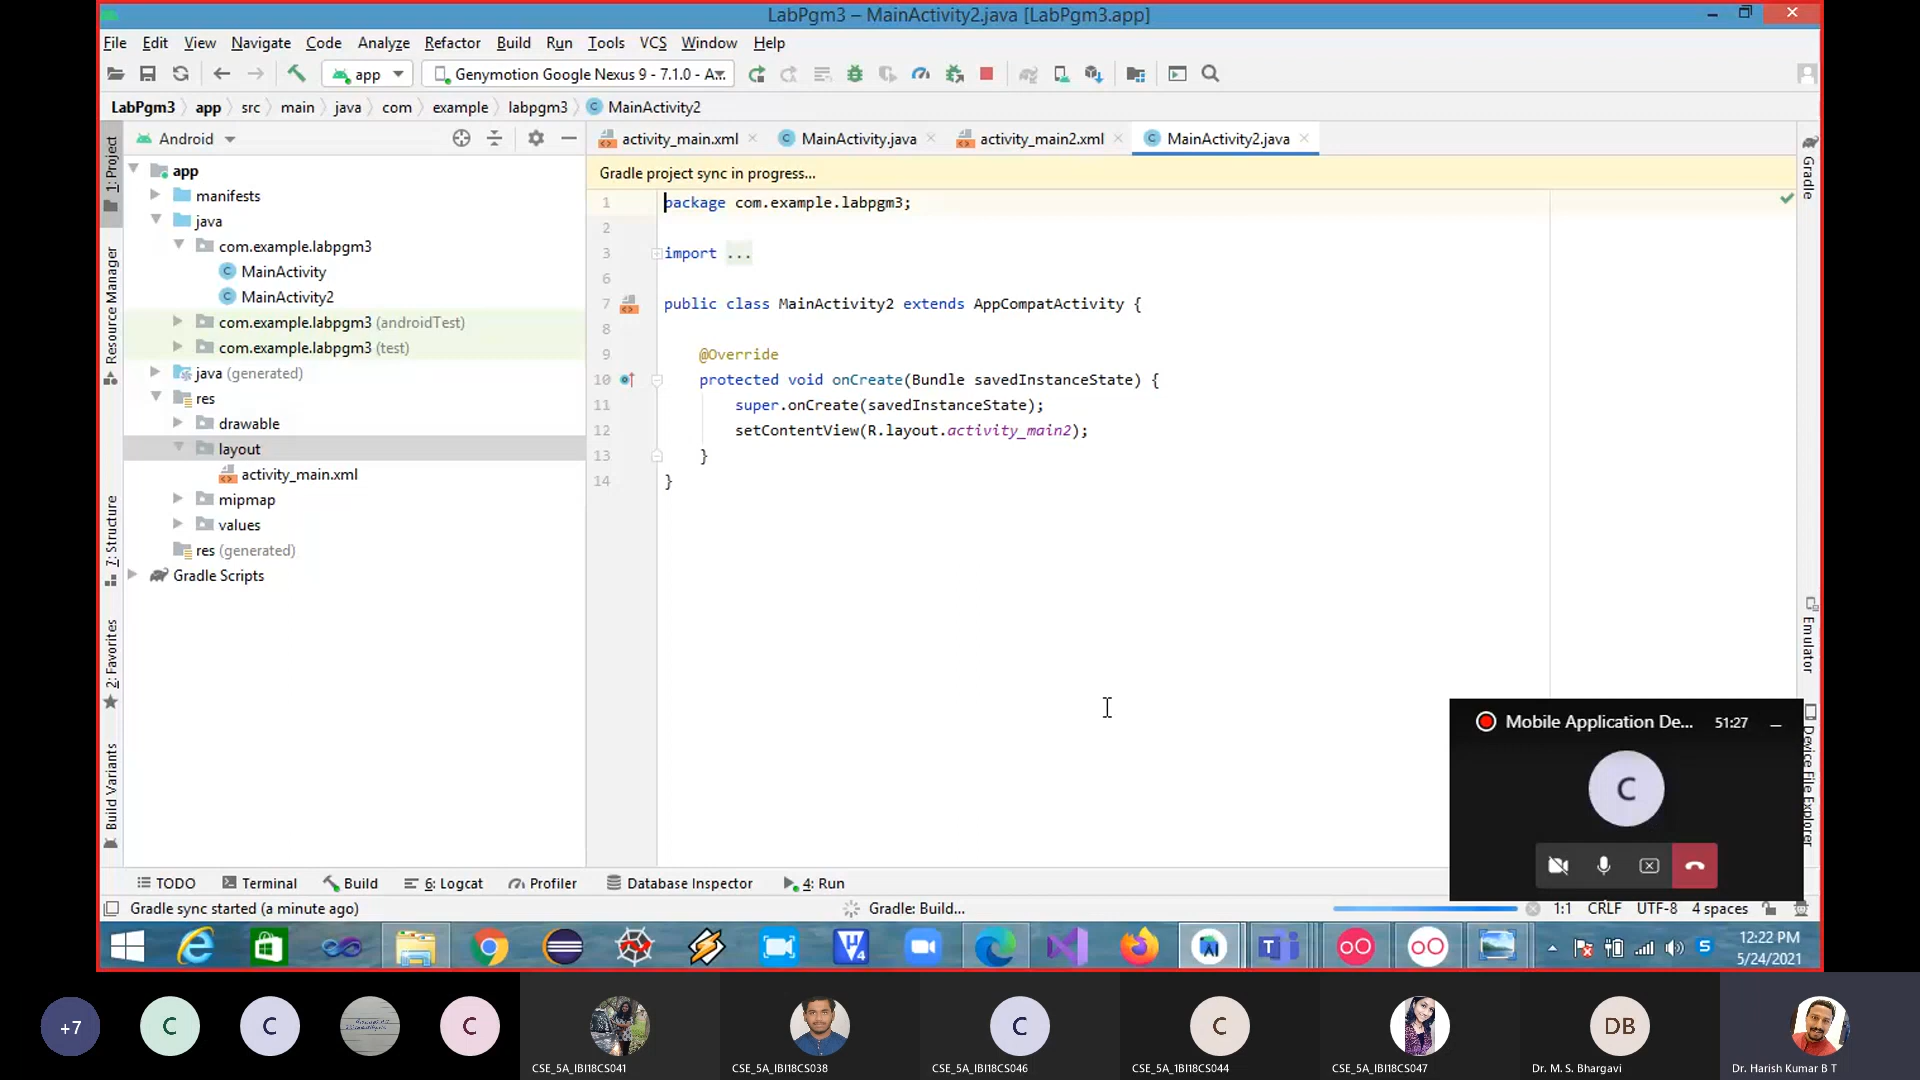 LabPgm3 – MainActivity2.java [LabPgm3.app]
File Edit View Navigate Code Analyze Refactor Build Run Tools VCS Window Help
app Genymotion Google Nexus 9 - 7.1.0 - A...
LabPgm3 app src main java com example labpgm3 MainActivity2
Android
activity_main.xml MainActivity.java activity_main2.xml MainActivity2.java
Gradle project sync in progress...
1: Project
Resource Manager
7: Structure
2: Favorites
Build Variants
app
manifests
java
com.example.labpgm3
MainActivity
MainActivity2
com.example.labpgm3 (androidTest)
com.example.labpgm3 (test)
java (generated)
res
drawable
layout
activity_main.xml
mipmap
values
res (generated)
Gradle Scripts
1 package com.example.labpgm3;
2
3 import ...
6
7 public class MainActivity2 extends AppCompatActivity {
8
9 @Override
10 protected void onCreate(Bundle savedInstanceState) {
11 super.onCreate(savedInstanceState);
12 setContentView(R.layout.activity_main2);
13 }
14 }
Gradle
Emulator
Device File Explorer
Mobile Application De... 51:27
C
TODO Terminal Build 6: Logcat Profiler Database Inspector 4: Run
Gradle sync started (a minute ago) Gradle: Build... 1:1 CRLF UTF-8 4 spaces
12:22 PM
5/24/2021
+7 C C C C C DB
CSE_5A_IBI18CS041 CSE_5A_IBI18CS038 CSE_5A_IBI18CS046 CSE_5A_1BI18CS044 CSE_5A_IBI18CS047 Dr. M. S. Bhargavi Dr. Harish Kumar B T